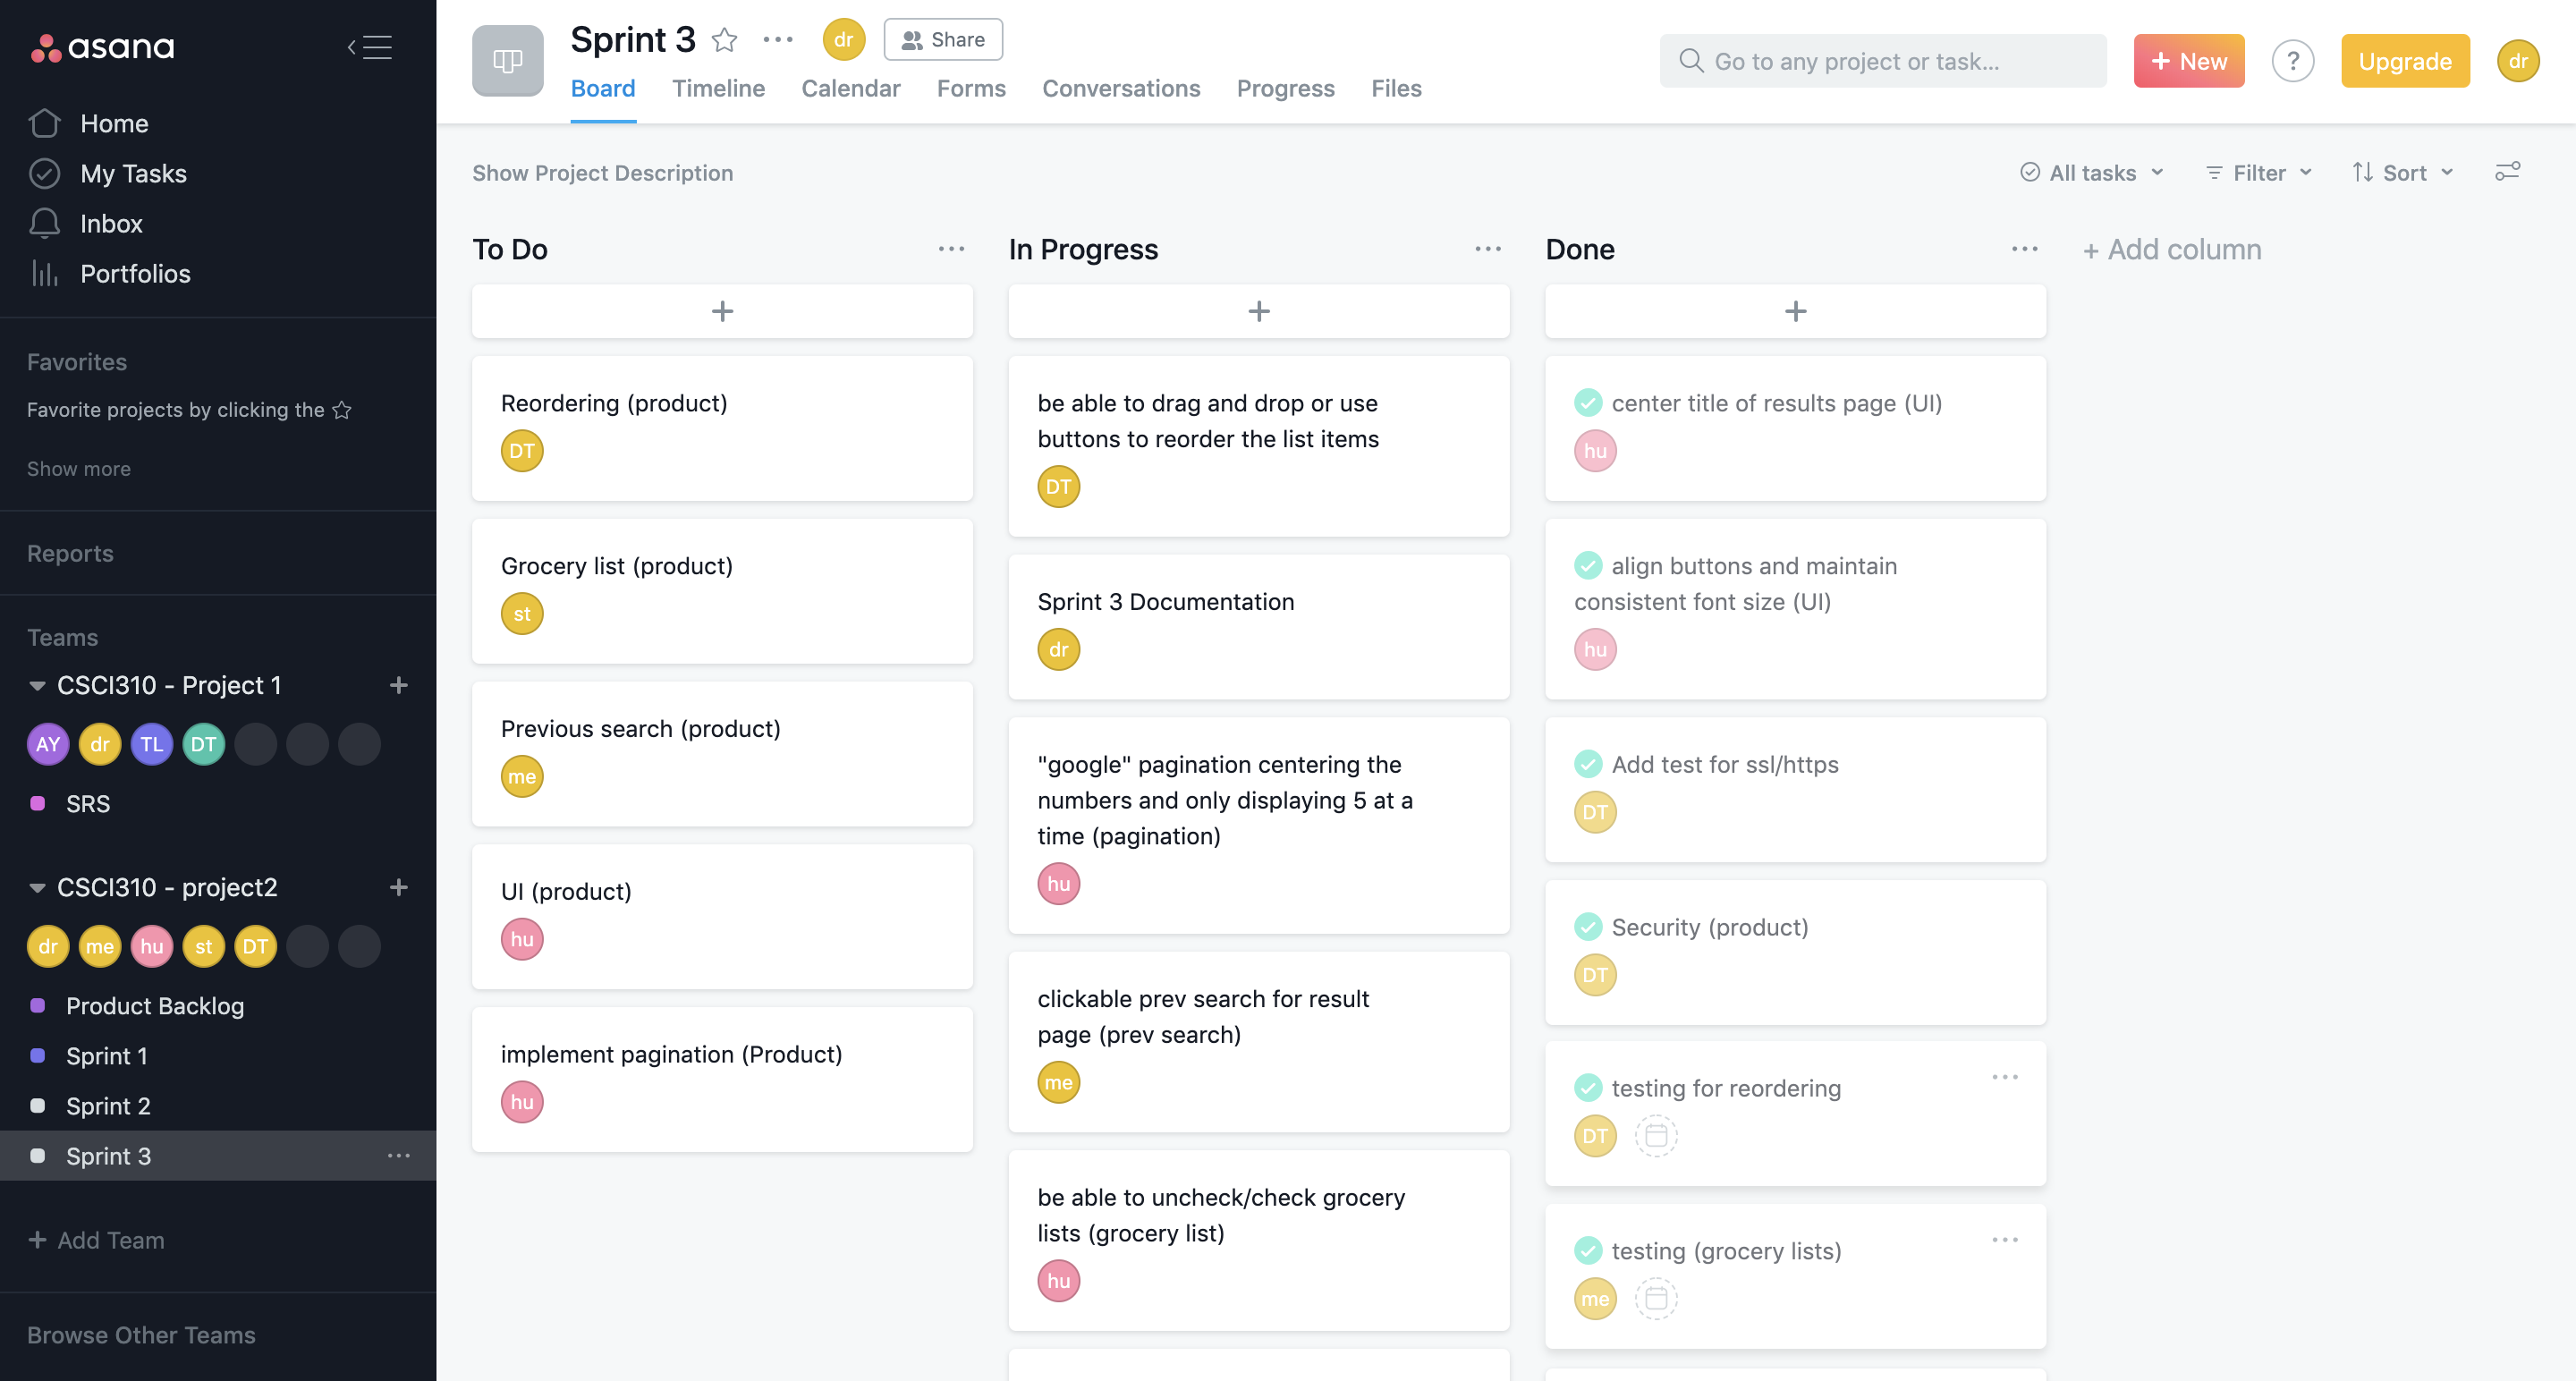 asana
Home
My Tasks
Inbox
Portfolios
Favorites
Favorite projects by clicking the
Show more
Reports
Teams
CSCI310 - Project 1
AY dr TL DT
SRS
CSCI310 - project2
dr me hu st DT
Product Backlog
Sprint 1
Sprint 2
Sprint 3
+ Add Team
Browse Other Teams
Sprint 3
dr
Share
Board Timeline Calendar Forms Conversations Progress Files
Go to any project or task...
+ New
?
Upgrade
dr
Show Project Description
All tasks
Filter
Sort
To Do
+
Reordering (product)
DT
Grocery list (product)
st
Previous search (product)
me
UI (product)
hu
implement pagination (Product)
hu
In Progress
+
be able to drag and drop or use
buttons to reorder the list items
DT
Sprint 3 Documentation
dr
"google" pagination centering the
numbers and only displaying 5 at a
time (pagination)
hu
clickable prev search for result
page (prev search)
me
be able to uncheck/check grocery
lists (grocery list)
hu
Done
+
center title of results page (UI)
hu
align buttons and maintain
consistent font size (UI)
hu
Add test for ssl/https
DT
Security (product)
DT
testing for reordering
DT
testing (grocery lists)
me
+ Add column